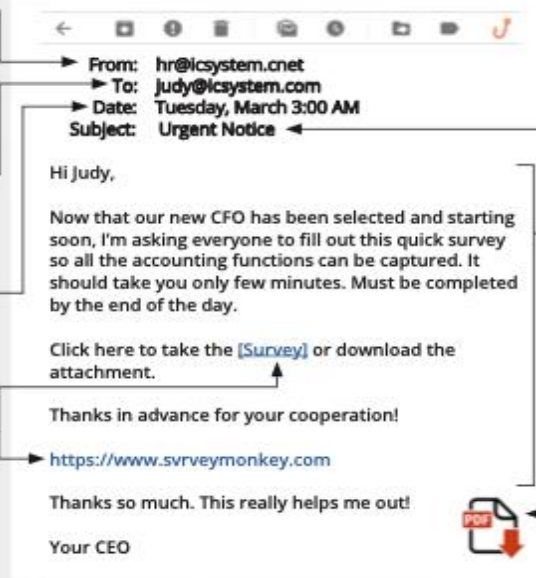 From: hr@icsystem.cnet
To: judy@icsystem.com
Date: Tuesday, March 3:00 AM
Subject: Urgent Notice
Hi Judy,
Now that our new CFO has been selected and starting
soon, I'm asking everyone to fill out this quick survey
so all the accounting functions can be captured. It
should take you only few minutes. Must be completed
by the end of the day.
Click here to take the [Survey] or download the
attachment.
Thanks in advance for your cooperation!
https://www.svrveymonkey.com
Thanks so much. This really helps me out!
PDF
Your CEO